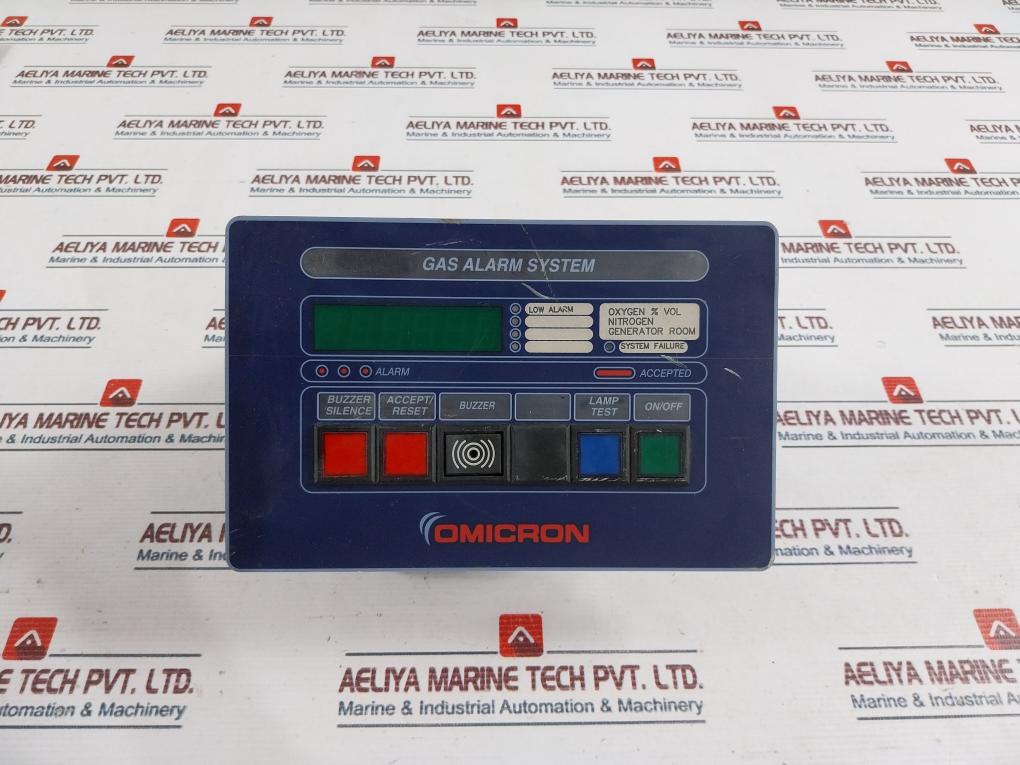 AELIYA MARINE TECH PVT. LTD.
Marine & Industrial Automation & Machinery
GAS ALARM SYSTEM
LOW ALARM
OXYGEN % VOL
NITROGEN
GENERATOR ROOM
SYSTEM FAILURE
ALARM
ACCEPTED
BUZZER
SILENCE
ACCEPT/
RESET
BUZZER
LAMP
TEST
ON/OFF
OMICRON
AELIYA MARINE TECH PVT. LTD.
Marine & Industrial Automation & Machinery